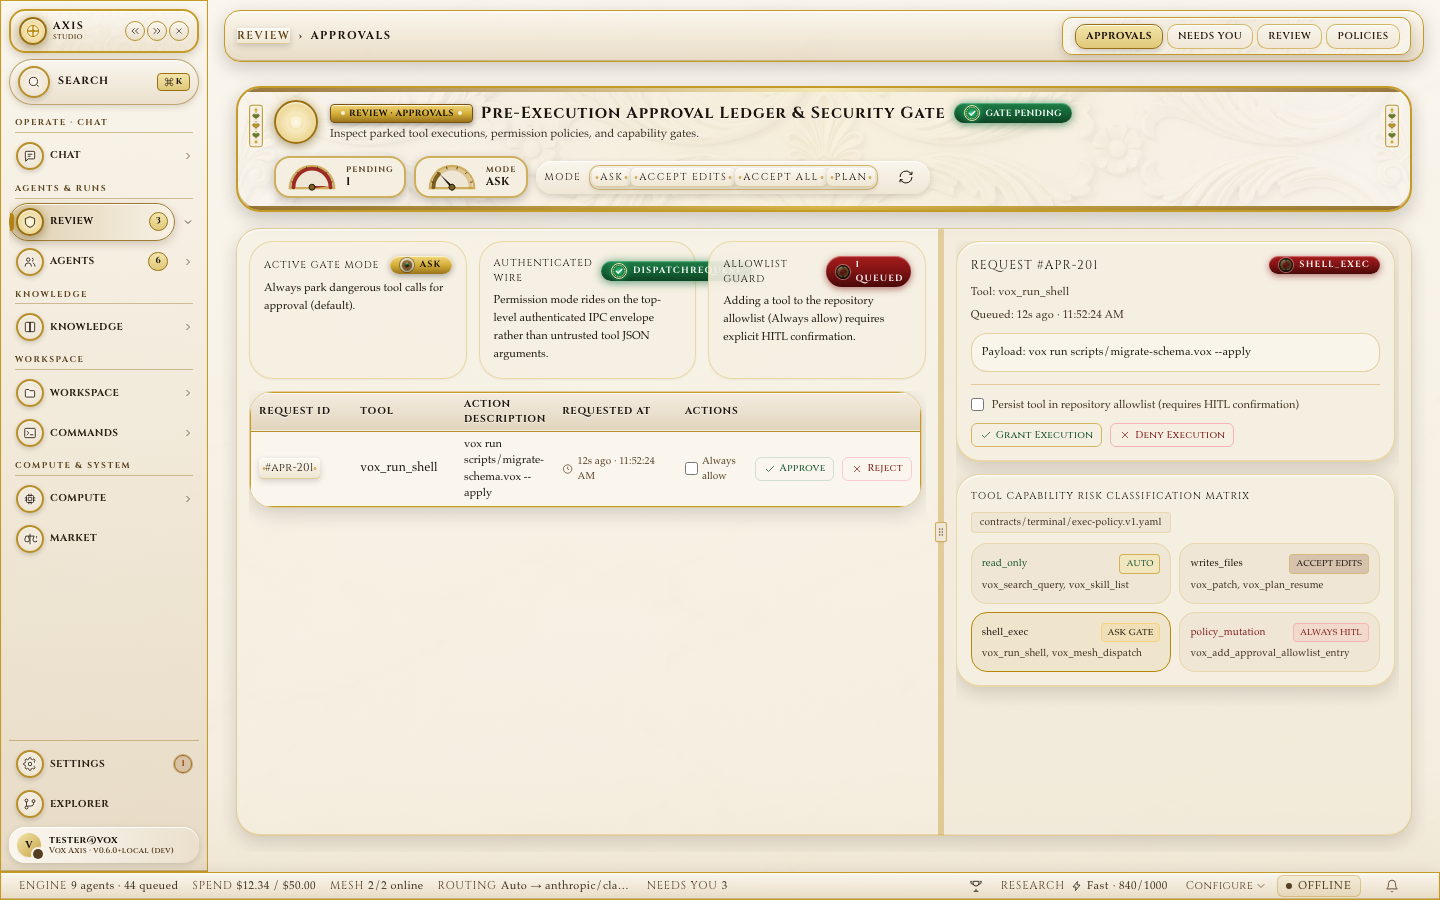 AXIS
STUDIO
SEARCH
⌘ K
OPERATE · CHAT
CHAT
AGENTS & RUNS
REVIEW 3
AGENTS 6
KNOWLEDGE
KNOWLEDGE
WORKSPACE
WORKSPACE
COMMANDS
COMPUTE & SYSTEM
COMPUTE
MARKET
SETTINGS 1
EXPLORER
V
TESTER@VOX
VOX AXIS · V0.6.0+LOCAL (DEV)
REVIEW › APPROVALS
APPROVALS NEEDS YOU REVIEW POLICIES
REVIEW · APPROVALS PRE-EXECUTION APPROVAL LEDGER & SECURITY GATE GATE PENDING
Inspect parked tool executions, permission policies, and capability gates.
PENDING
1
MODE
ASK
MODE ASK ACCEPT EDITS ACCEPT ALL PLAN
ACTIVE GATE MODE ASK
Always park dangerous tool calls for
approval (default).
AUTHENTICATED
WIRE
DISPATCHREQ
Permission mode rides on the top-
level authenticated IPC envelope
rather than untrusted tool JSON
arguments.
ALLOWLIST
GUARD
1
QUEUED
Adding a tool to the repository
allowlist (Always allow) requires
explicit HITL confirmation.
REQUEST ID TOOL ACTION
DESCRIPTION REQUESTED AT ACTIONS
#APR-201
vox_run_shell
vox run
scripts/migrate-
schema.vox --
apply
12s ago · 11:52:24
AM
Always
allow
APPROVE REJECT
REQUEST #APR-201 SHELL_EXEC
Tool: vox_run_shell
Queued: 12s ago · 11:52:24 AM
Payload: vox run scripts/migrate-schema.vox --apply
Persist tool in repository allowlist (requires HITL confirmation)
GRANT EXECUTION DENY EXECUTION
TOOL CAPABILITY RISK CLASSIFICATION MATRIX
contracts/terminal/exec-policy.v1.yaml
read_only AUTO
vox_search_query, vox_skill_list
writes_files ACCEPT EDITS
vox_patch, vox_plan_resume
shell_exec ASK GATE
vox_run_shell, vox_mesh_dispatch
policy_mutation ALWAYS HITL
vox_add_approval_allowlist_entry
ENGINE 9 agents · 44 queued SPEND $12.34 / $50.00 MESH 2/2 online ROUTING Auto → anthropic/cla... NEEDS YOU 3 RESEARCH Fast · 840/1000 CONFIGURE OFFLINE